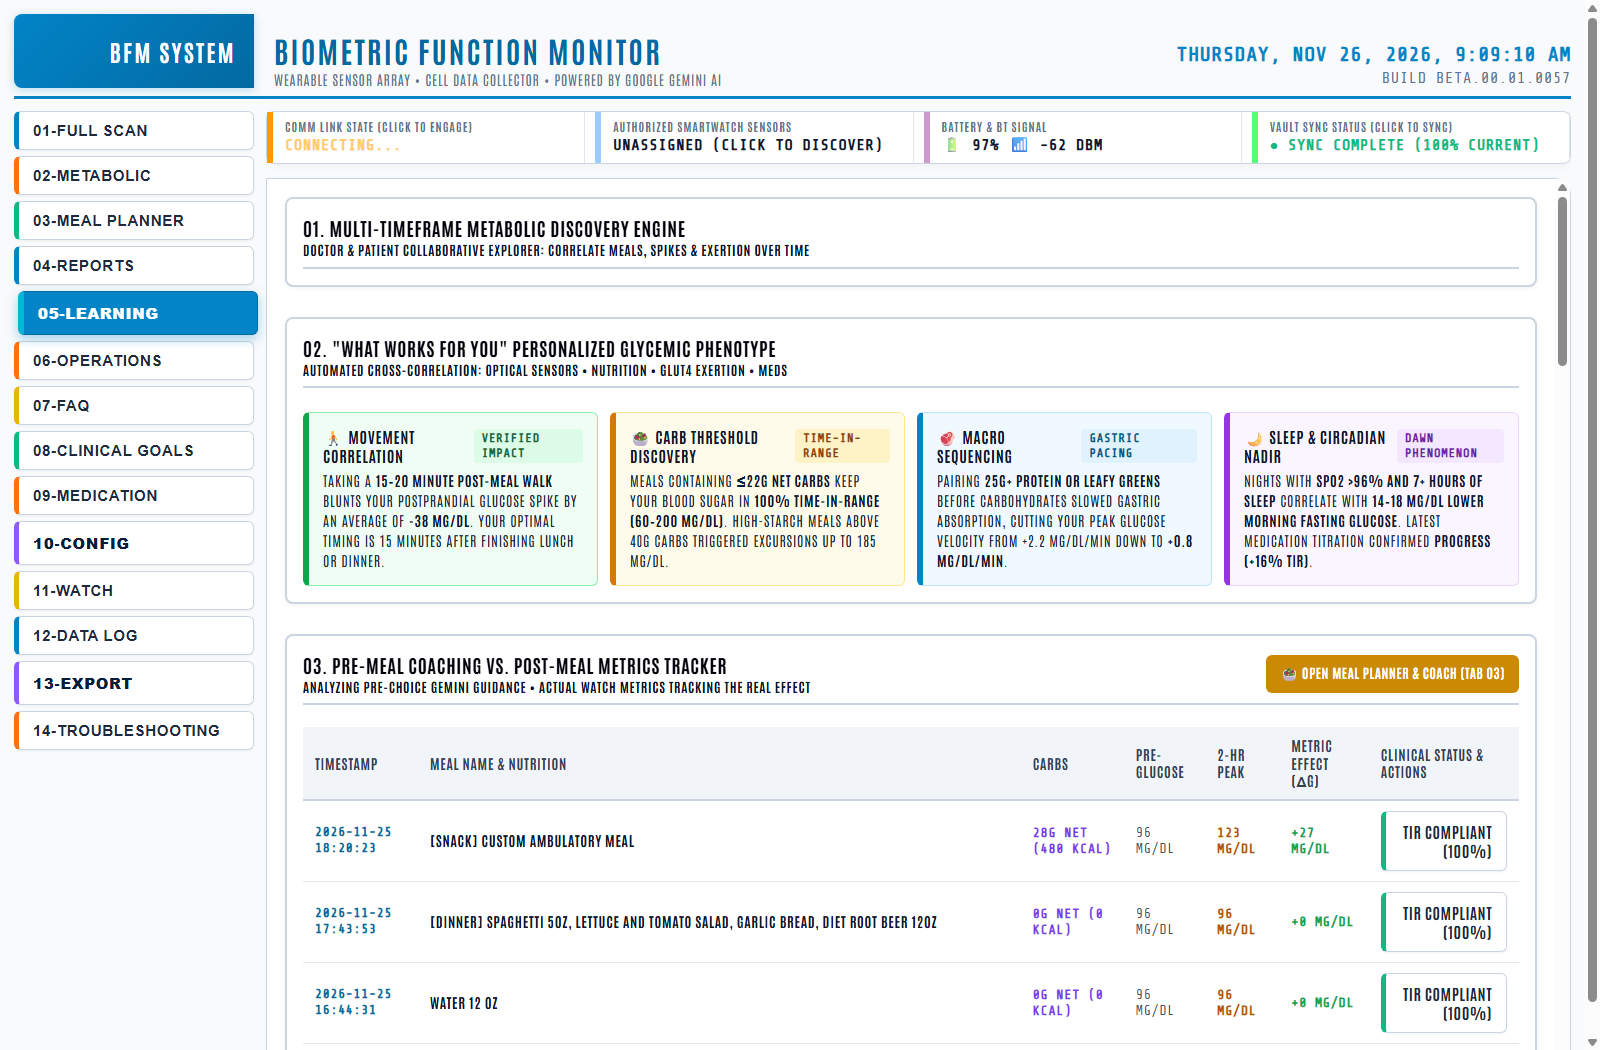 BFM SYSTEM
BIOMETRIC FUNCTION MONITOR
WEARABLE SENSOR ARRAY • CELL DATA COLLECTOR • POWERED BY GOOGLE GEMINI AI
THURSDAY, NOV 26, 2026, 9:09:10 AM
BUILD BETA.00.01.0057
01-FULL SCAN
02-METABOLIC
03-MEAL PLANNER
04-REPORTS
05-LEARNING
06-OPERATIONS
07-FAQ
08-CLINICAL GOALS
09-MEDICATION
10-CONFIG
11-WATCH
12-DATA LOG
13-EXPORT
14-TROUBLESHOOTING
COMM LINK STATE (CLICK TO ENGAGE)
CONNECTING...
AUTHORIZED SMARTWATCH SENSORS
UNASSIGNED (CLICK TO DISCOVER)
BATTERY & BT SIGNAL
97% -62 DBM
VAULT SYNC STATUS (CLICK TO SYNC)
● SYNC COMPLETE (100% CURRENT)
01. MULTI-TIMEFRAME METABOLIC DISCOVERY ENGINE
DOCTOR & PATIENT COLLABORATIVE EXPLORER: CORRELATE MEALS, SPIKES & EXERTION OVER TIME
02. "WHAT WORKS FOR YOU" PERSONALIZED GLYCEMIC PHENOTYPE
AUTOMATED CROSS-CORRELATION: OPTICAL SENSORS • NUTRITION • GLUT4 EXERTION • MEDS
MOVEMENT
CORRELATION
VERIFIED
IMPACT
TAKING A 15-20 MINUTE POST-MEAL WALK
BLUNTS YOUR POSTPRANDIAL GLUCOSE SPIKE BY
AN AVERAGE OF -38 MG/DL. YOUR OPTIMAL
TIMING IS 15 MINUTES AFTER FINISHING LUNCH
OR DINNER.
CARB THRESHOLD
DISCOVERY
TIME-IN-
RANGE
MEALS CONTAINING ≤22G NET CARBS KEEP
YOUR BLOOD SUGAR IN 100% TIME-IN-RANGE
(60-200 MG/DL). HIGH-STARCH MEALS ABOVE
40G CARBS TRIGGERED EXCURSIONS UP TO 185
MG/DL.
MACRO
SEQUENCING
GASTRIC
PACING
PAIRING 25G+ PROTEIN OR LEAFY GREENS
BEFORE CARBOHYDRATES SLOWED GASTRIC
ABSORPTION, CUTTING YOUR PEAK GLUCOSE
VELOCITY FROM +2.2 MG/DL/MIN DOWN TO +0.8
MG/DL/MIN.
SLEEP & CIRCADIAN
NADIR
DAWN
PHENOMENON
NIGHTS WITH SPO2 >96% AND 7+ HOURS OF
SLEEP CORRELATE WITH 14-18 MG/DL LOWER
MORNING FASTING GLUCOSE. LATEST
MEDICATION TITRATION CONFIRMED PROGRESS
(+16% TIR).
03. PRE-MEAL COACHING VS. POST-MEAL METRICS TRACKER
ANALYZING PRE-CHOICE GEMINI GUIDANCE • ACTUAL WATCH METRICS TRACKING THE REAL EFFECT
OPEN MEAL PLANNER & COACH (TAB 03)
TIMESTAMP
MEAL NAME & NUTRITION
CARBS
PRE-
GLUCOSE
2-HR
PEAK
METRIC
EFFECT
(ΔG)
CLINICAL STATUS &
ACTIONS
2026-11-25
18:20:23
[SNACK] CUSTOM AMBULATORY MEAL
28G NET
(480 KCAL)
96
MG/DL
123
MG/DL
+27
MG/DL
TIR COMPLIANT
(100%)
2026-11-25
17:43:53
[DINNER] SPAGHETTI 5OZ, LETTUCE AND TOMATO SALAD, GARLIC BREAD, DIET ROOT BEER 12OZ
0G NET (0
KCAL)
96
MG/DL
96
MG/DL
+0 MG/DL
TIR COMPLIANT
(100%)
2026-11-25
16:44:31
WATER 12 OZ
0G NET (0
KCAL)
96
MG/DL
96
MG/DL
+0 MG/DL
TIR COMPLIANT
(100%)